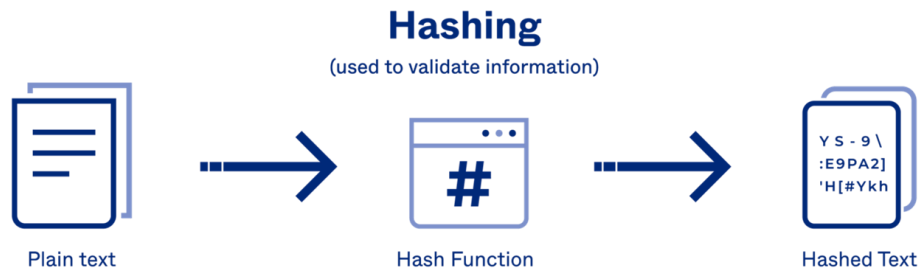 Hashing
(used to validate information)
#
Y S - 9 \
:E9PA2]
'H[#Ykh
Plain text
Hash Function
Hashed Text